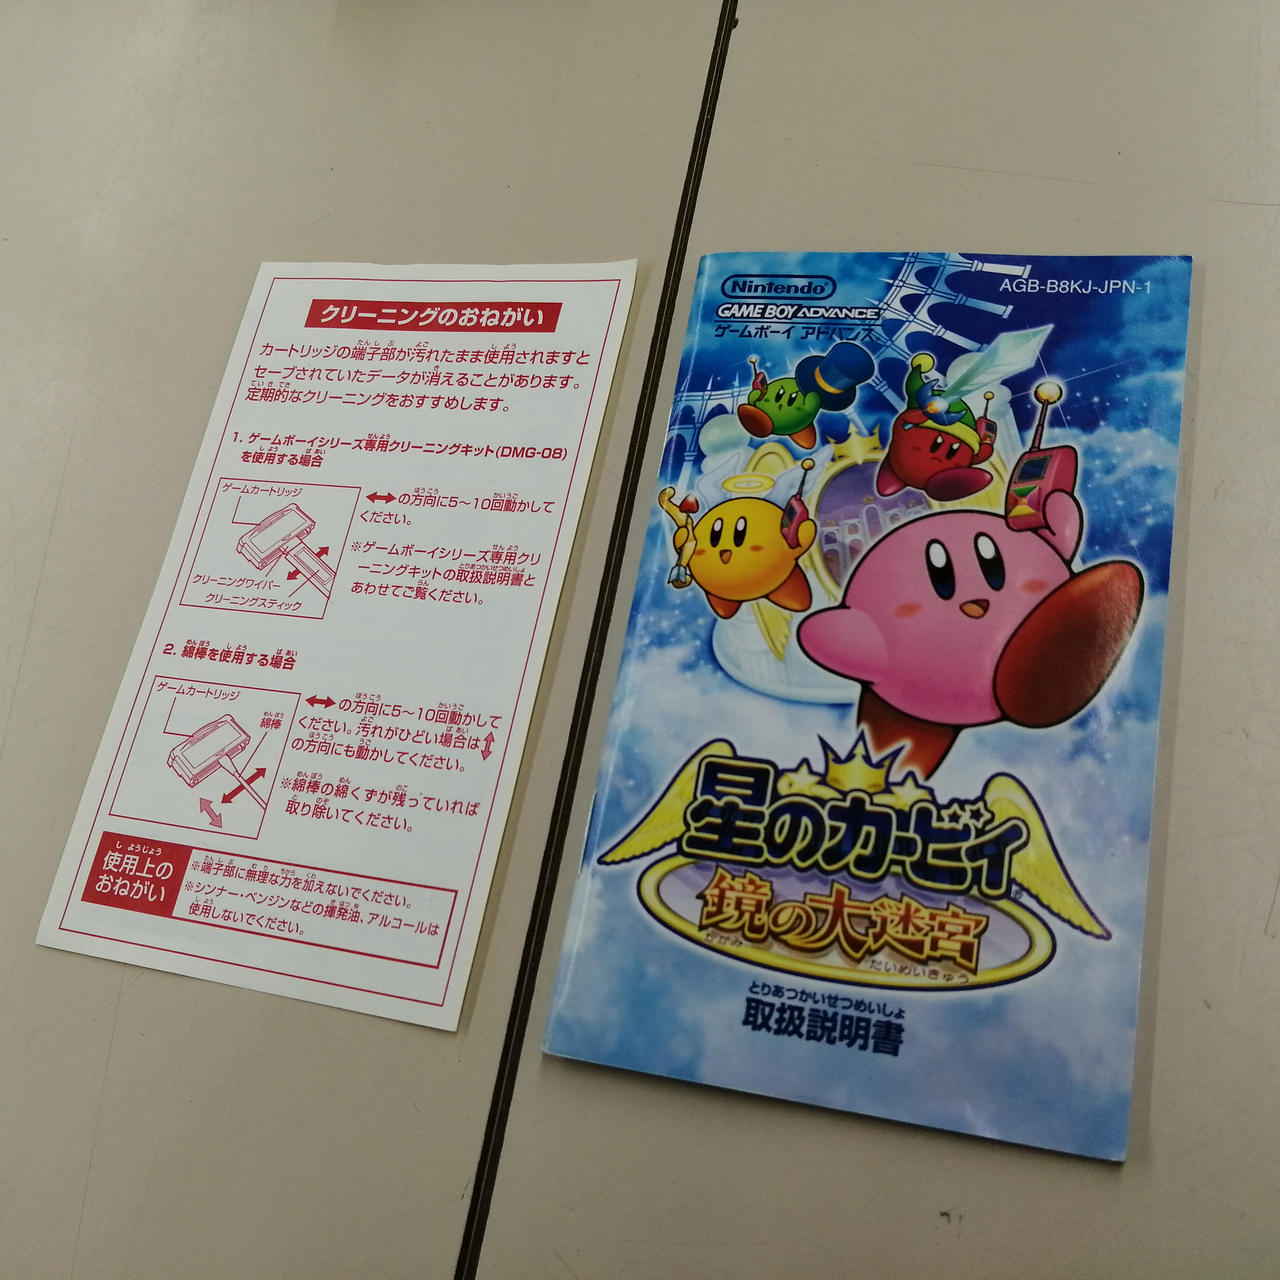 クリーニングのおねがい
カートリッジの端子部が汚れたまま使用されますと
セーブされていたデータが消えることがあります。
定期的なクリーニングをおすすめします。
1. ゲームボーイシリーズ専用クリーニングキット(DMG-08)
を使用する場合
ゲームカートリッジ
クリーニングワイパー
クリーニングスティック
の方向に5〜10回動かして
ください。
※ゲームボーイシリーズ専用クリ
ーニングキットの取扱説明書と
あわせてご覧ください。
2. 綿棒を使用する場合
ゲームカートリッジ
綿棒
の方向に5〜10回動かして
ください。汚れがひどい場合は
の方向にも動かしてください。
※綿棒の綿くずが残っていれば
取り除いてください。
使用上の
おねがい
※端子部に無理な力を加えないでください。
※シンナー・ベンジンなどの揮発油、アルコールは
使用しないでください。
Nintendo
AGB-B8KJ-JPN-1
GAME BOY ADVANCE
ゲームボーイ アドバンス
星のカービィ
鏡の大迷宮
かがみ だいめいきゅう
とりあつかいせつめいしょ
取扱説明書